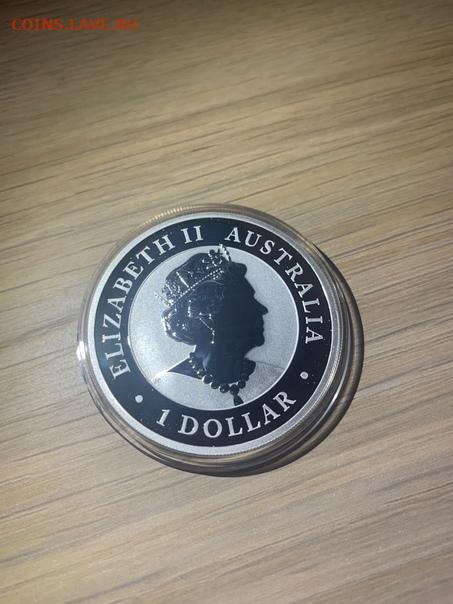 COINS.LAVE.RU
ELIZABETH II AUSTRALIA
1 DOLLAR